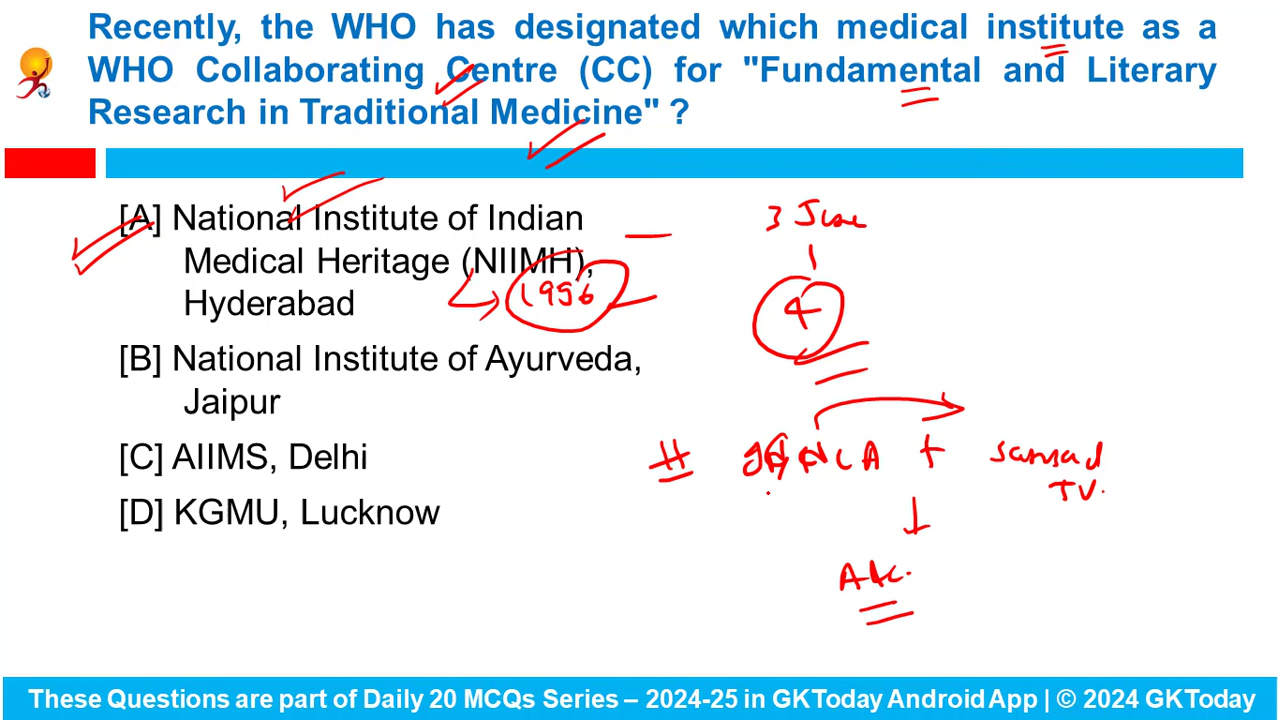 Recently, the WHO has designated which medical institute as a
WHO Collaborating Centre (CC) for "Fundamental and Literary
Research in Traditional Medicine" ?
[A] National Institute of Indian
Medical Heritage (NIIMH),
Hyderabad
1956
[B] National Institute of Ayurveda,
Jaipur
[C] AIIMS, Delhi
[D] KGMU, Lucknow
3 June
4
+ Sansad
TV.
These Questions are part of Daily 20 MCQs Series – 2024-25 in GKToday Android App | © 2024 GKToday